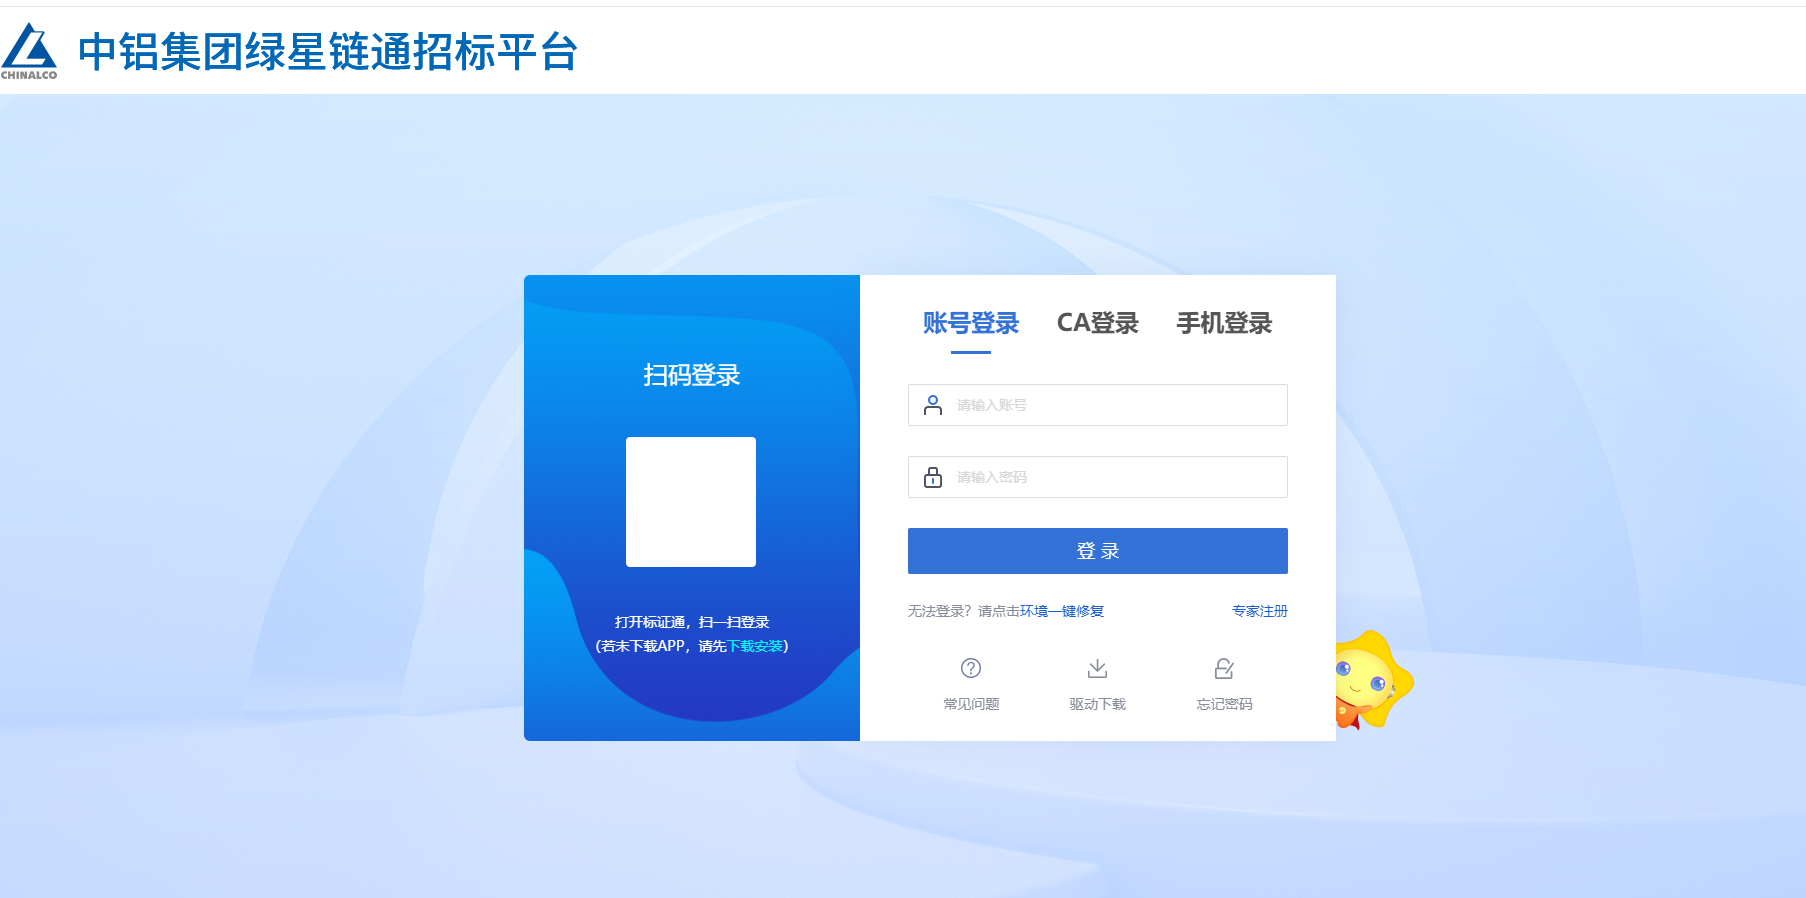 CHINALCO
中铝集团绿星链通招标平台
扫码登录
打开标证通，扫一扫登录
(若未下载APP，请先下载安装)
账号登录 CA登录 手机登录
请输入账号
请输入密码
登 录
无法登录？请点击环境一键修复 专家注册
常见问题 驱动下载 忘记密码